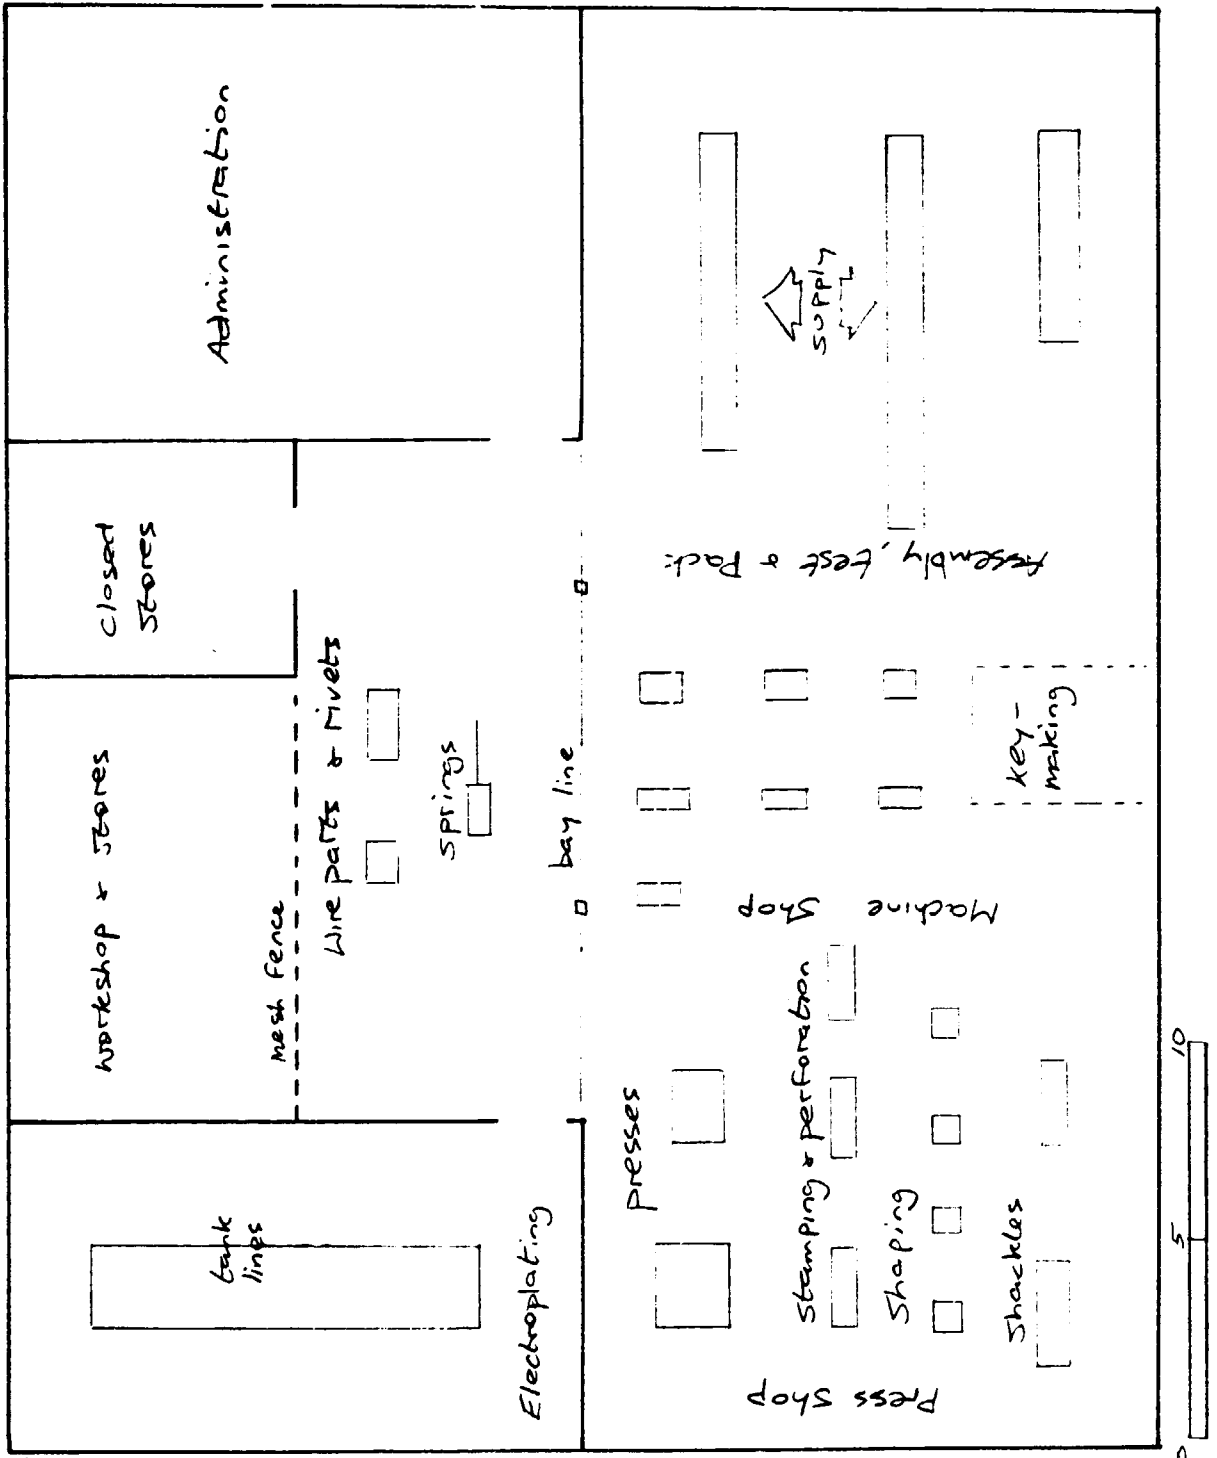 Administration
Closed
Stores
Workshop & Stores
mesh fence
Wire parts & rivets
Springs
bay line
tank
lines
Electroplating
supply
Assembly, test & Pack
key-
making
Machine Shop
presses
Stamping & perforation
Shaping
Shackles
Press Shop
0 5 10